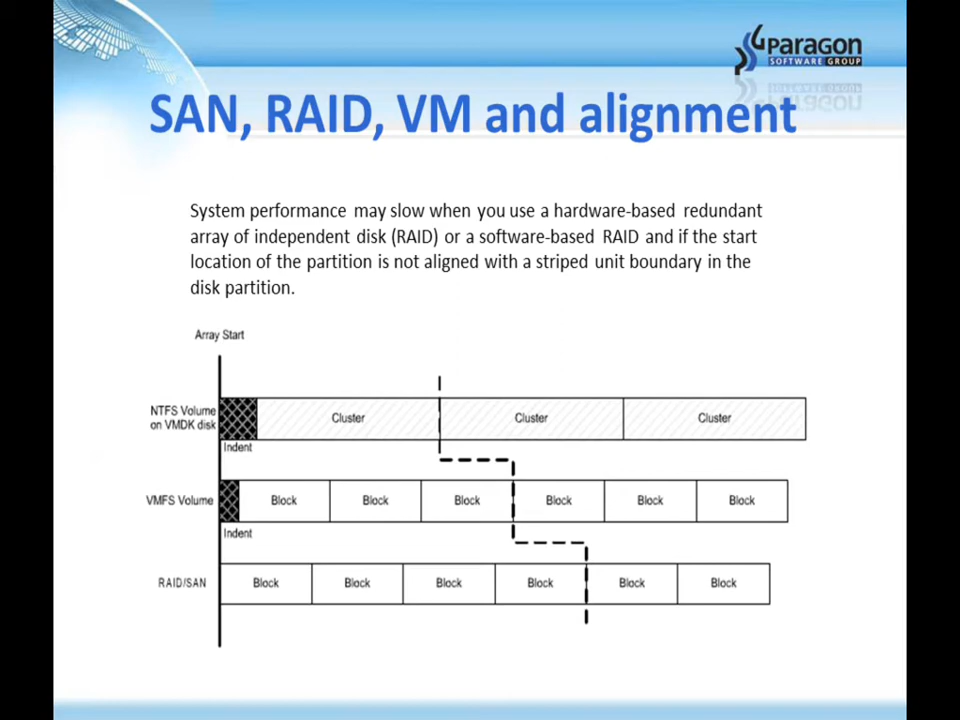 Paragon
SOFTWARE GROUP
SAN, RAID, VM and alignment
System performance may slow when you use a hardware-based redundant
array of independent disk (RAID) or a software-based RAID and if the start
location of the partition is not aligned with a striped unit boundary in the
disk partition.
Array Start
NTFS Volume
on VMDK disk
Cluster Cluster Cluster
Indent
VMFS Volume Block Block Block Block Block Block
Indent
RAID/SAN Block Block Block Block Block Block